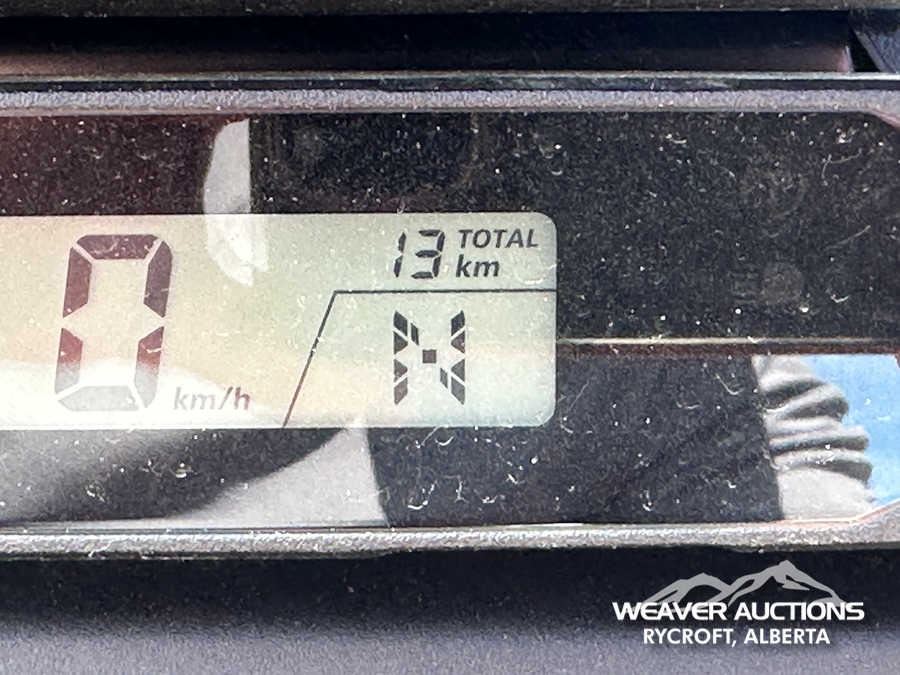 13 TOTAL
km
0 km/h
N
WEAVER AUCTIONS
RYCROFT, ALBERTA